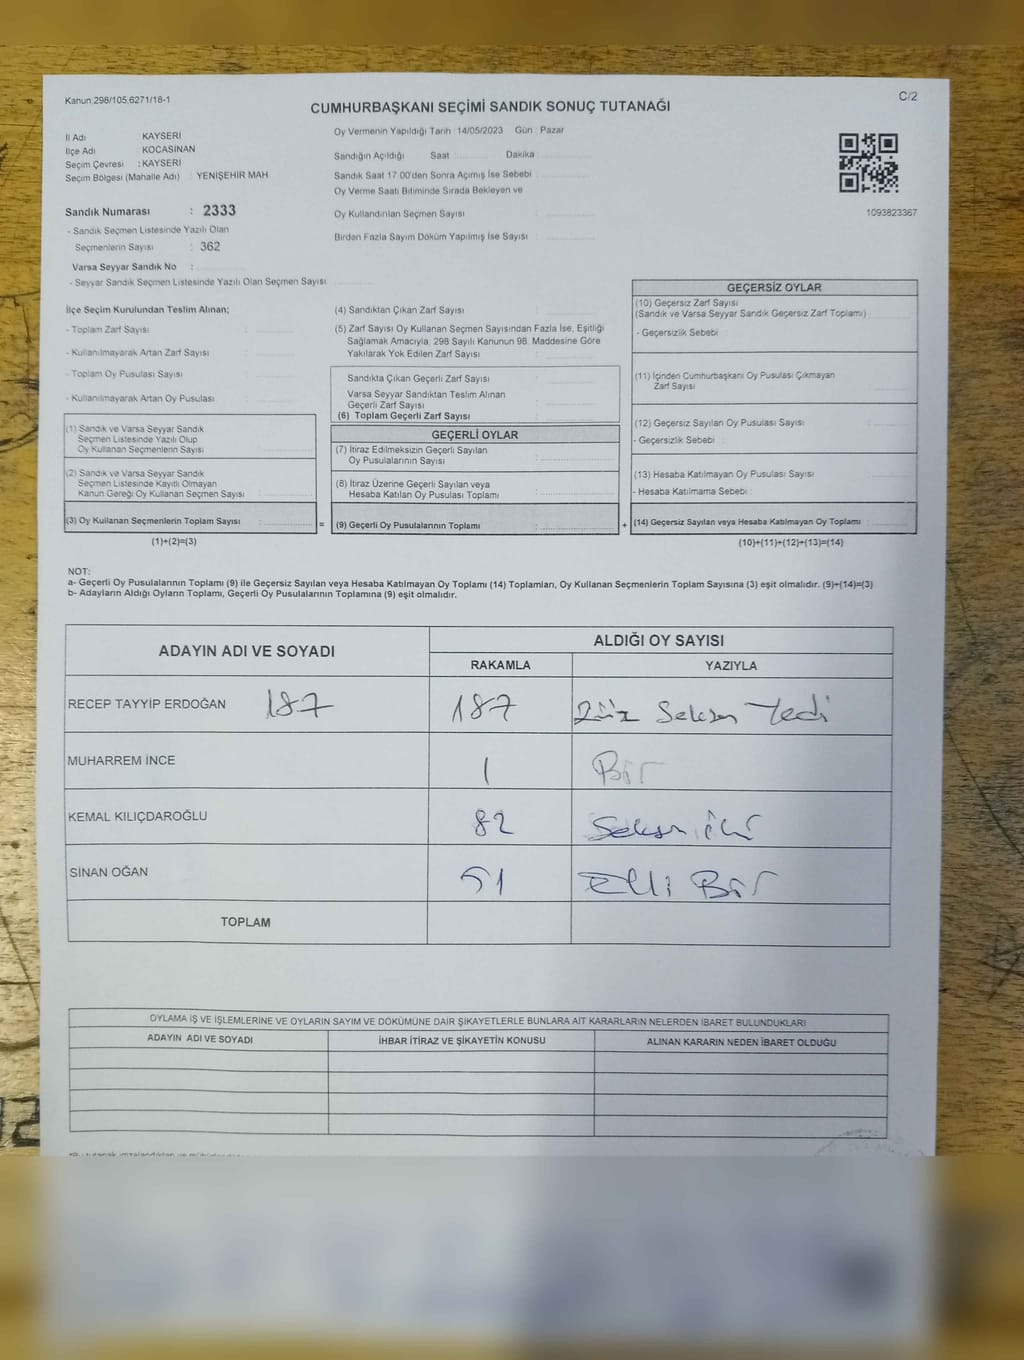 Kanun:298/105,6271/18-1
C/2
CUMHURBAŞKANI SEÇİMİ SANDIK SONUÇ TUTANAĞI
İl Adı KAYSERİ
İlçe Adı : KOCASİNAN
Seçim Çevresi : KAYSERİ
Seçim Bölgesi (Mahalle Adı) : YENİŞEHİR MAH.
Sandık Numarası : 2333
- Sandık Seçmen Listesinde Yazılı Olan
Seçmenlerin Sayısı : 362
Varsa Seyyar Sandık No :
- Seyyar Sandık Seçmen Listesinde Yazılı Olan Seçmen Sayısı
Oy Vermenin Yapıldığı Tarih :14/05/2023 Gün : Pazar
Sandığın Açıldığı Saat Dakika :
Sandık Saat 17.00'den Sonra Açımış İse Sebebi :
Oy Verme Saati Bitiminde Sırada Bekleyen ve
Oy Kullandırılan Seçmen Sayısı :
Birden Fazla Sayım Döküm Yapılmış İse Sayısı :
1093823367
İlçe Seçim Kurulundan Teslim Alınan;
- Toplam Zarf Sayısı
- Kullanılmayarak Artan Zarf Sayısı
- Toplam Oy Pusulası Sayısı
- Kullanılmayarak Artan Oy Pusulası
(1) Sandık ve Varsa Seyyar Sandık
Seçmen Listesinde Yazılı Olup
Oy Kullanan Seçmenlerin Sayısı
(2) Sandık ve Varsa Seyyar Sandık
Seçmen Listesinde Kayıtlı Olmayan
Kanun Gereği Oy Kullanan Seçmen Sayısı
(3) Oy Kullanan Seçmenlerin Toplam Sayısı :
(1)+(2)=(3)
(4) Sandıktan Çıkan Zarf Sayısı
(5) Zarf Sayısı Oy Kullanan Seçmen Sayısından Fazla İse, Eşitliği
Sağlamak Amacıyla, 298 Sayılı Kanunun 98. Maddesine Göre
Yakılarak Yok Edilen Zarf Sayısı
Sandıkta Çıkan Geçerli Zarf Sayısı
Varsa Seyyar Sandıktan Teslim Alınan
Geçerli Zarf Sayısı
(6) Toplam Geçerli Zarf Sayısı
GEÇERLİ OYLAR
(7) İtiraz Edilmeksizin Geçerli Sayılan
Oy Pusulalarının Sayısı
(8) İtiraz Üzerine Geçerli Sayılan veya
Hesaba Katılan Oy Pusulası Toplamı
= (9) Geçerli Oy Pusulalarının Toplamı : +
GEÇERSİZ OYLAR
(10) Geçersiz Zarf Sayısı
(Sandık ve Varsa Seyyar Sandık Geçersiz Zarf Toplamı)
- Geçersizlik Sebebi :
(11) İçinden Cumhurbaşkanı Oy Pusulası Çıkmayan
Zarf Sayısı
(12) Geçersiz Sayılan Oy Pusulası Sayısı
- Geçersizlik Sebebi :
(13) Hesaba Katılmayan Oy Pusulası Sayısı
- Hesaba Katılmama Sebebi :
(14) Geçersiz Sayılan veya Hesaba Katılmayan Oy Toplamı
(10)+(11)+(12)+(13)=(14)
NOT:
a- Geçerli Oy Pusulalarının Toplamı (9) ile Geçersiz Sayılan veya Hesaba Katılmayan Oy Toplamı (14) Toplamları, Oy Kullanan Seçmenlerin Toplam Sayısına (3) eşit olmalıdır. (9)+(14)=(3)
b- Adayların Aldığı Oyların Toplamı, Geçerli Oy Pusulalarının Toplamına (9) eşit olmalıdır.
ADAYIN ADI VE SOYADI ALDIĞI OY SAYISI
RAKAMLA YAZIYLA
RECEP TAYYİP ERDOĞAN 187 187 Yüz Seksen Yedi
MUHARREM İNCE 1 Bir
KEMAL KILIÇDAROĞLU 82 Seksen iki
SİNAN OĞAN 51 Elli Bir
TOPLAM
OYLAMA İŞ VE İŞLEMLERİNE VE OYLARIN SAYIM VE DÖKÜMÜNE DAİR ŞİKAYETLERLE BUNLARA AİT KARARLARIN NELERDEN İBARET BULUNDUKLARI
ADAYIN ADI VE SOYADI İHBAR İTİRAZ VE ŞİKAYETİN KONUSU ALINAN KARARIN NEDEN İBARET OLDUĞU